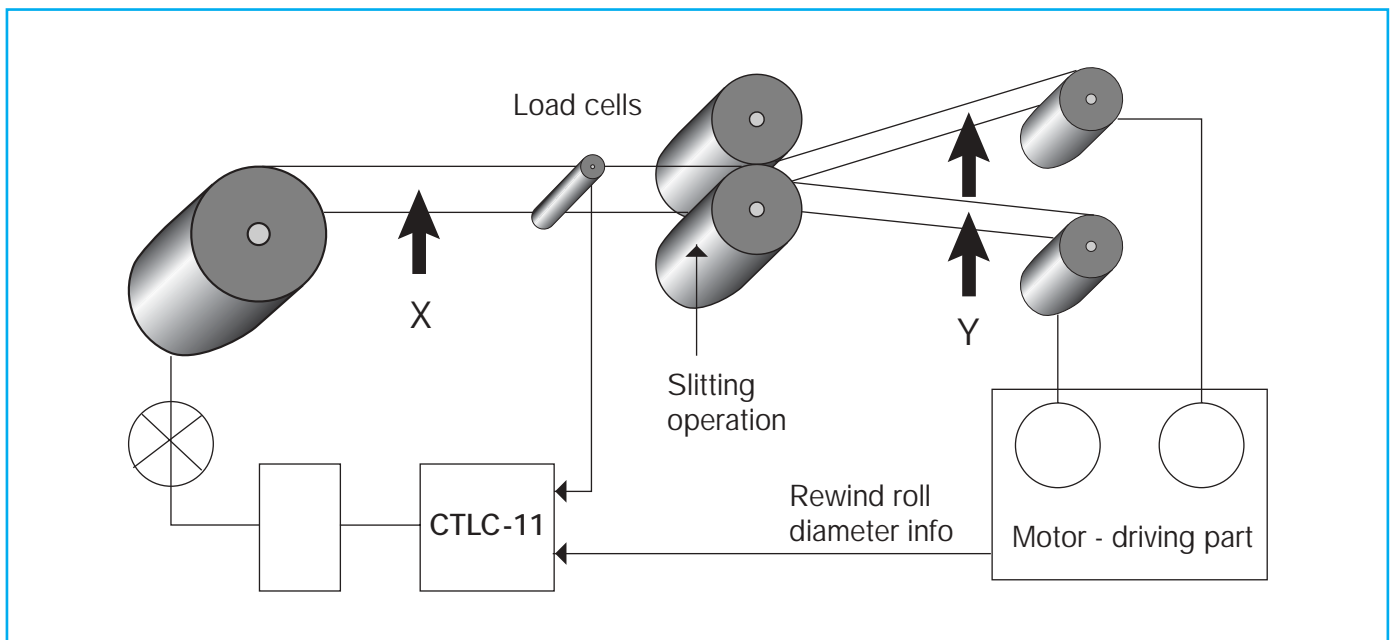 Load cells
X
Y
Slitting
operation
CTLC-11
Rewind roll
diameter info
Motor - driving part